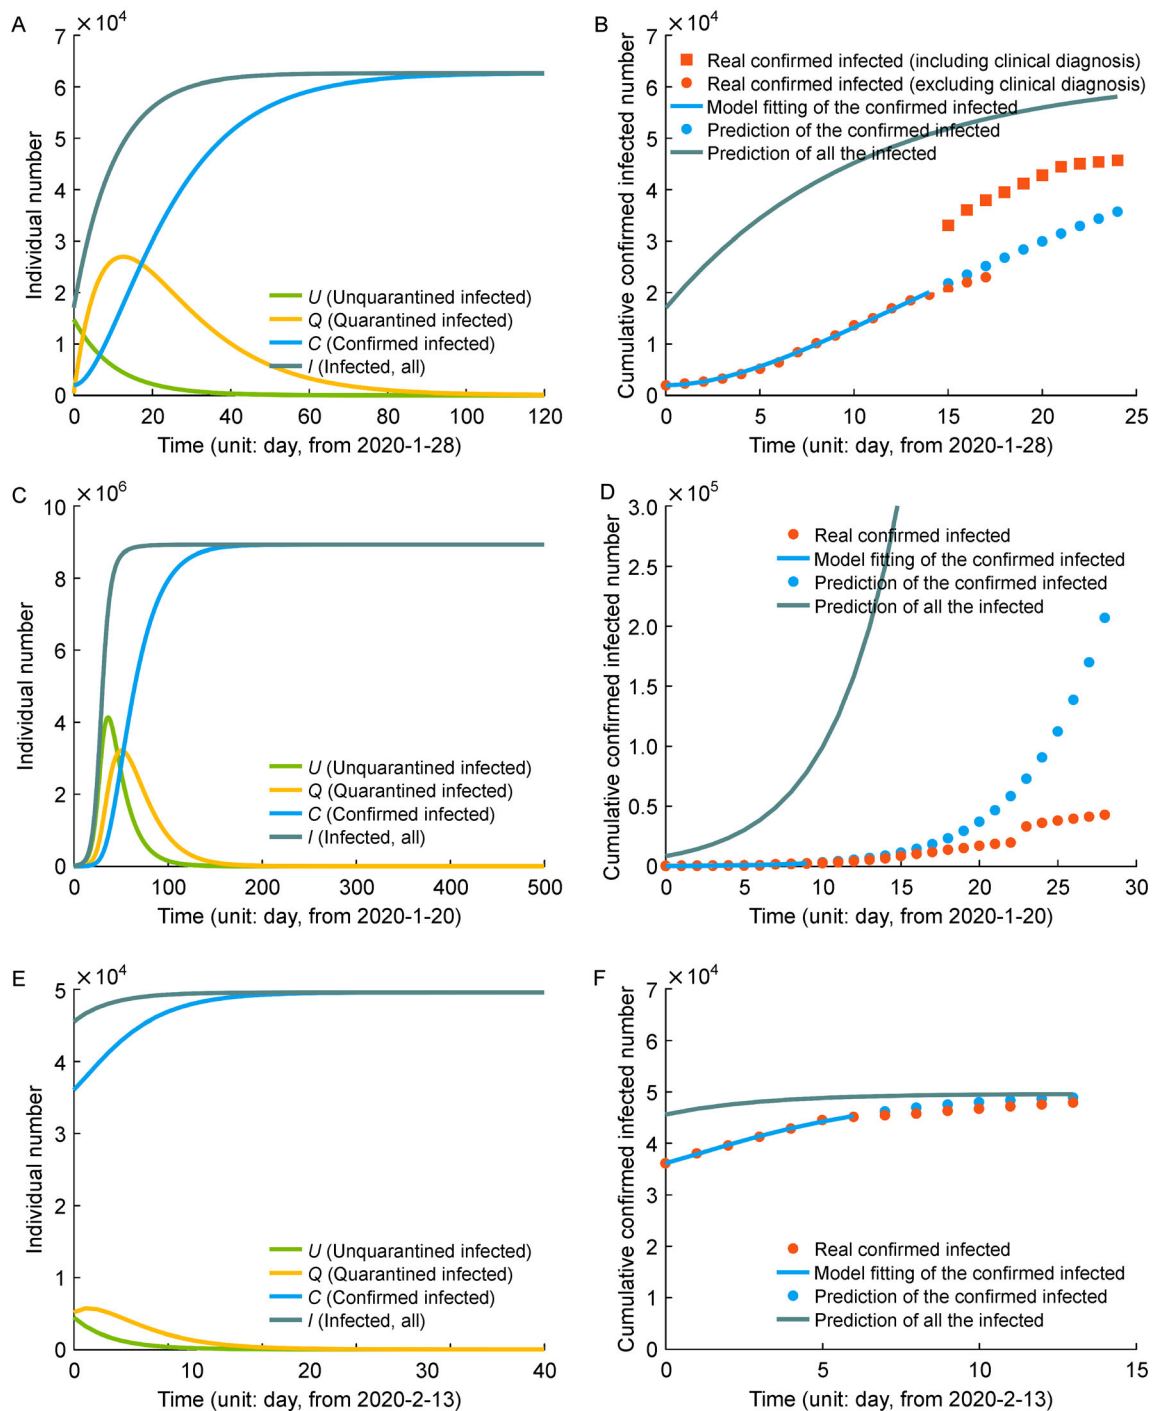 A
×10⁴
7
6
5
4
3
2
1
0
Individual number
U (Unquarantined infected)
Q (Quarantined infected)
C (Confirmed infected)
I (Infected, all)
0 20 40 60 80 100 120
Time (unit: day, from 2020-1-28)
B
×10⁴
7
6
5
4
3
2
1
0
Cumulative confirmed infected number
Real confirmed infected (including clinical diagnosis)
Real confirmed infected (excluding clinical diagnosis)
Model fitting of the confirmed infected
Prediction of the confirmed infected
Prediction of all the infected
0 5 10 15 20 25
Time (unit: day, from 2020-1-28)
C
×10⁶
10
8
6
4
2
0
Individual number
U (Unquarantined infected)
Q (Quarantined infected)
C (Confirmed infected)
I (Infected, all)
0 100 200 300 400 500
Time (unit: day, from 2020-1-20)
D
×10⁵
3.0
2.5
2.0
1.5
1.0
0.5
0
Cumulative confirmed infected number
Real confirmed infected
Model fitting of the confirmed infected
Prediction of the confirmed infected
Prediction of all the infected
0 5 10 15 20 25 30
Time (unit: day, from 2020-1-20)
E
×10⁴
5
4
3
2
1
0
Individual number
U (Unquarantined infected)
Q (Quarantined infected)
C (Confirmed infected)
I (Infected, all)
0 10 20 30 40
Time (unit: day, from 2020-2-13)
F
×10⁴
7
6
5
4
3
2
1
0
Cumulative confirmed infected number
Real confirmed infected
Model fitting of the confirmed infected
Prediction of the confirmed infected
Prediction of all the infected
0 5 10 15
Time (unit: day, from 2020-2-13)